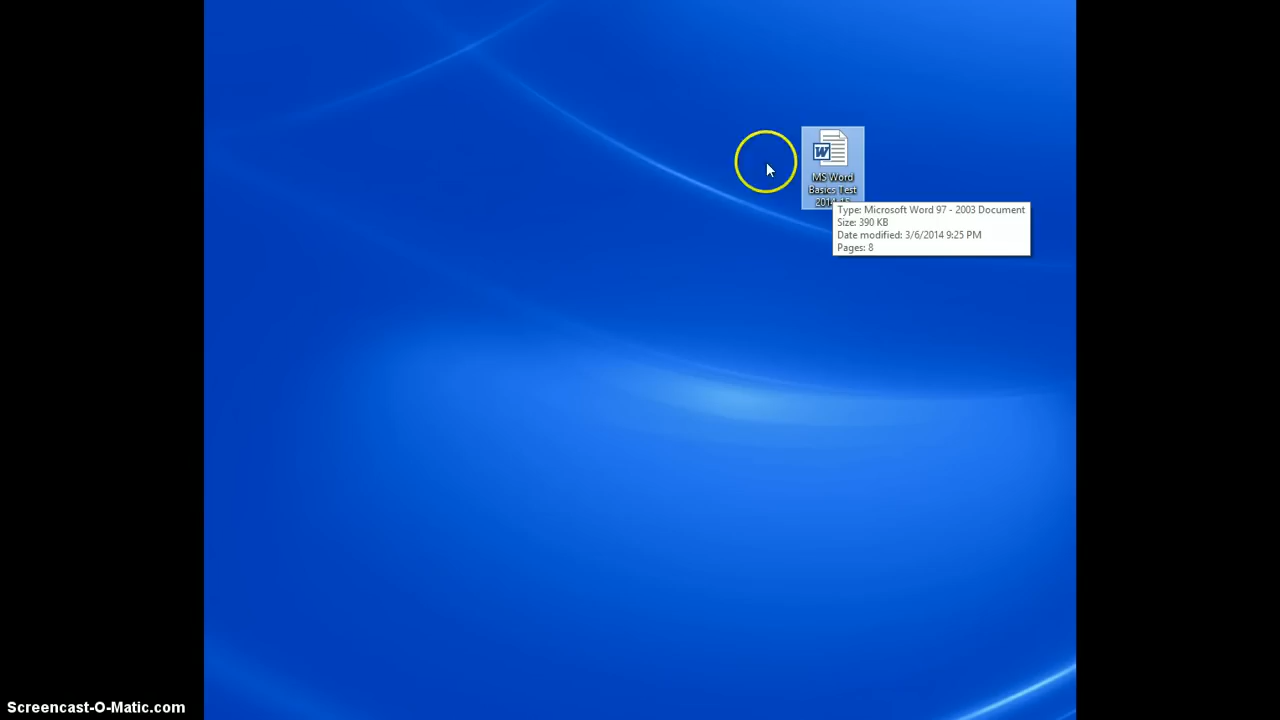 W
MS Word
Basics Test
Type: Microsoft Word 97 - 2003 Document
Size: 390 KB
Date modified: 3/6/2014 9:25 PM
Pages: 8
Screencast-O-Matic.com